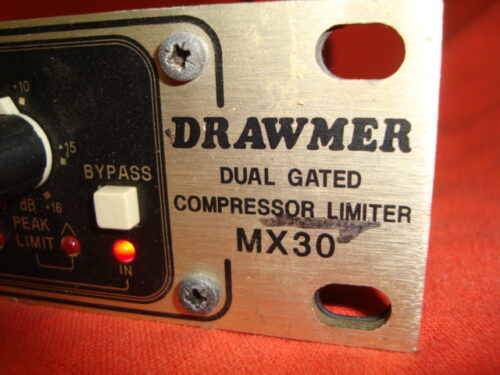 DRAWMER
DUAL GATED
COMPRESSOR LIMITER
MX30
10
15
BYPASS
dB
16
PEAK
LIMIT
IN